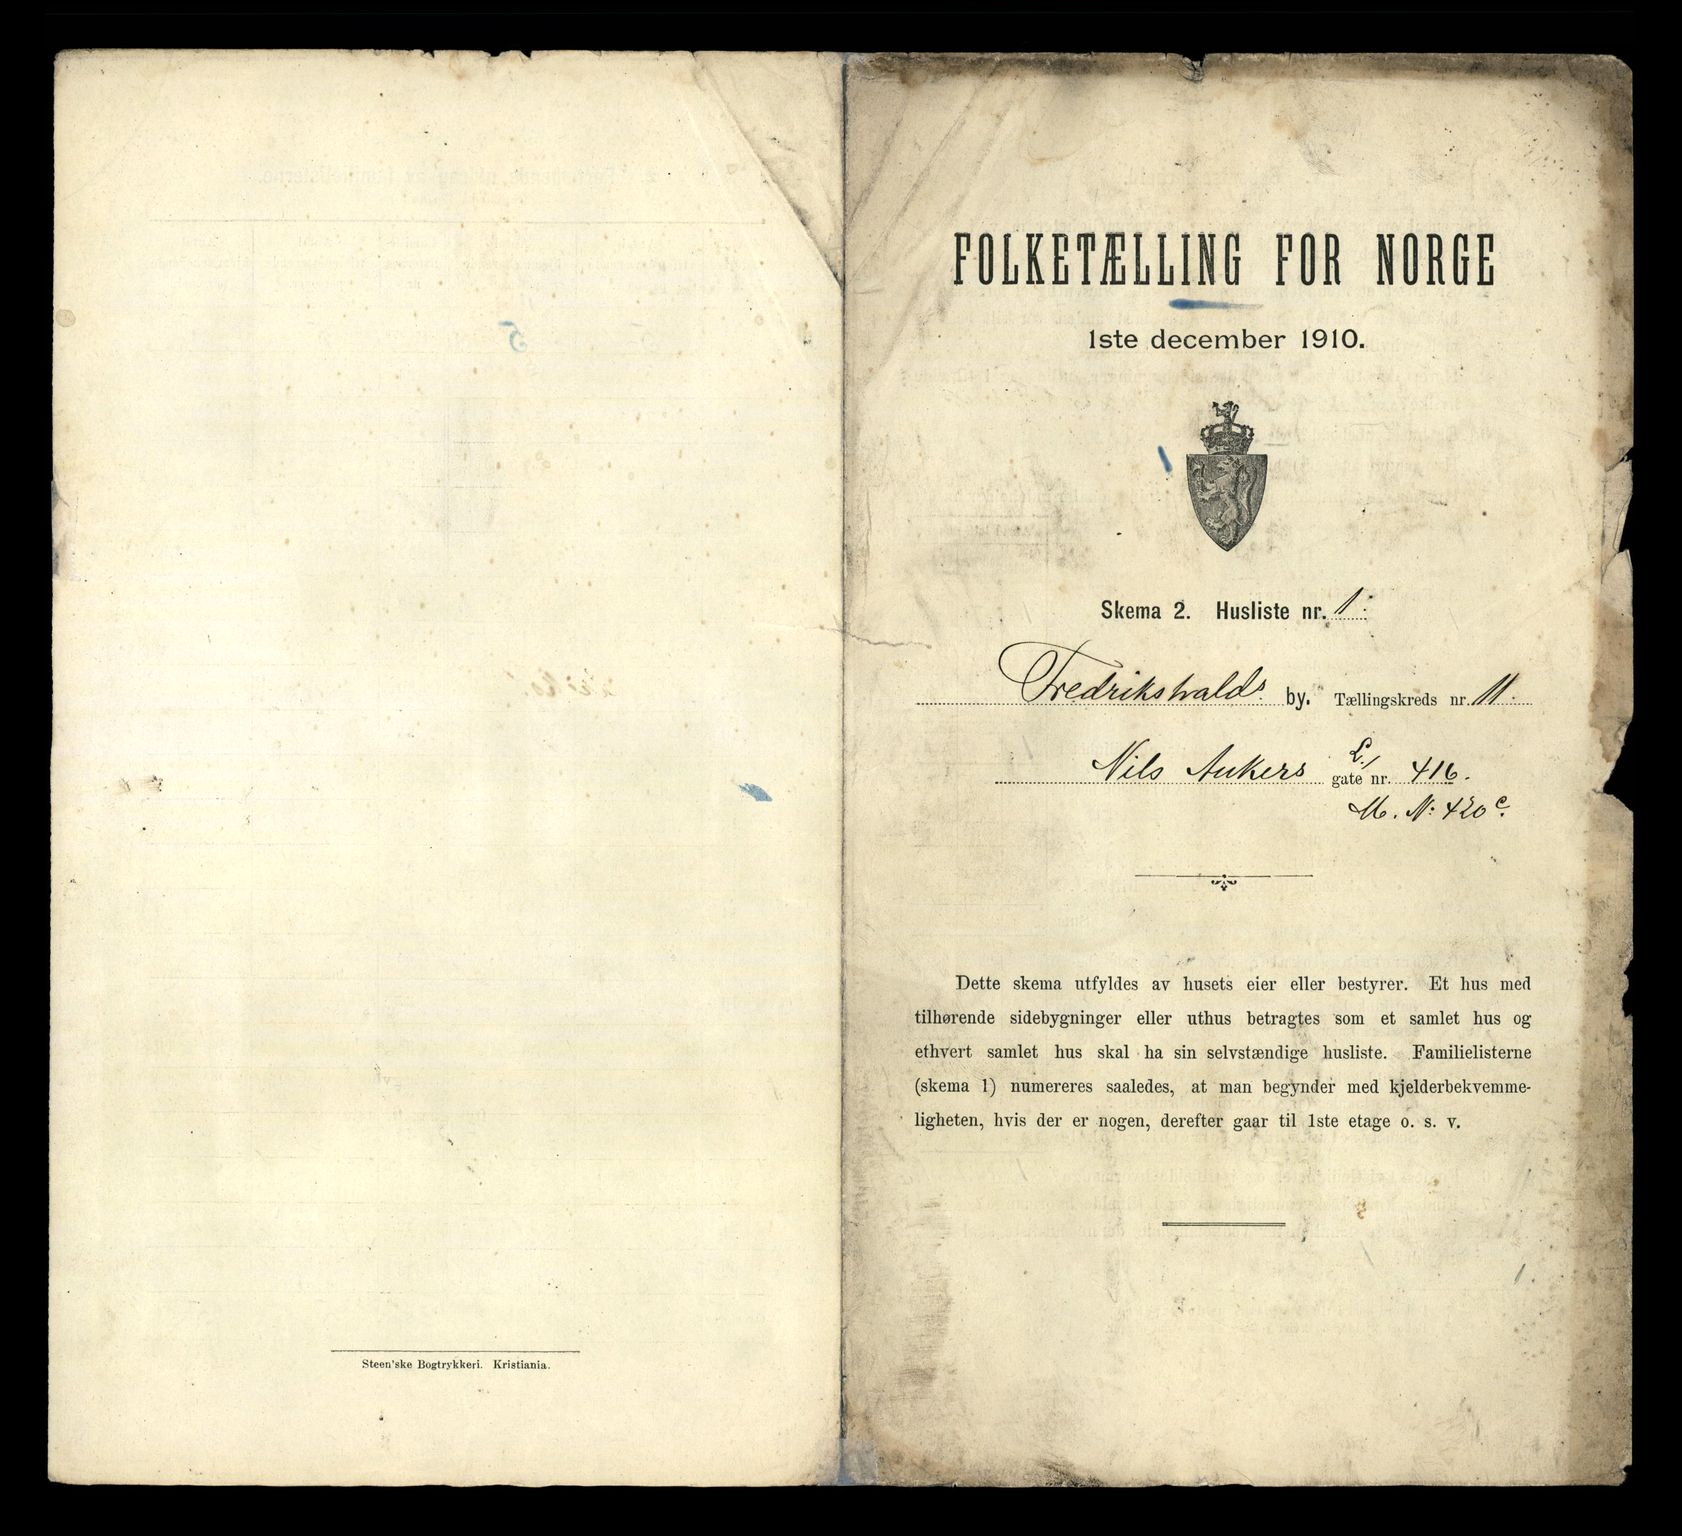 FOLKETÆLLING FOR NORGE
1ste december 1910.
Skema 2. Husliste nr. 1.
Fredrikshalds by. Tællingskreds nr. 11.
Nils Ankers gate nr. 416.
M. N: 420 c.
Dette skema utfyldes av husets eier eller bestyrer. Et hus med
tilhørende sidebygninger eller uthus betragtes som et samlet hus og
ethvert samlet hus skal ha sin selvstændige husliste. Familielisterne
(skema 1) numereres saaledes, at man begynder med kjelderbekvemme-
ligheten, hvis der er nogen, derefter gaar til 1ste etage o. s. v.
1.
Steen'ske Bogtrykkeri. Kristiania.